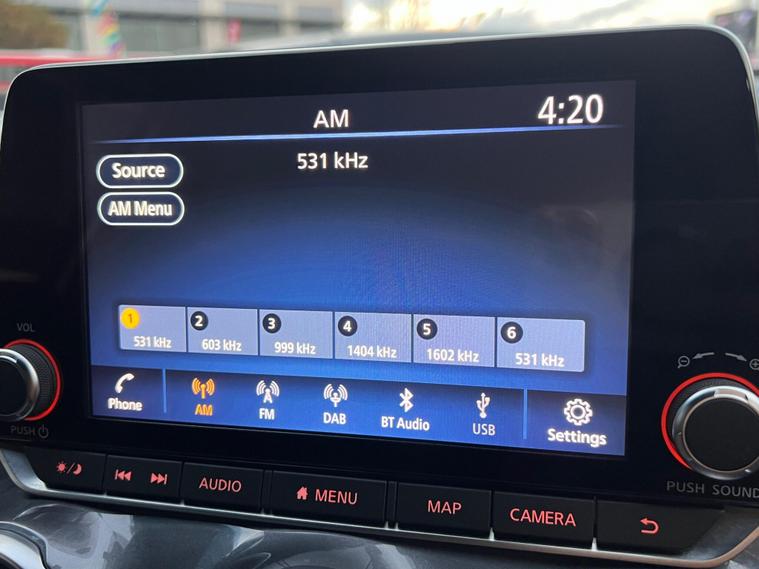 AM
4:20
Source
531 kHz
AM Menu
1
2
3
4
5
6
531 kHz
603 kHz
999 kHz
1404 kHz
1602 kHz
531 kHz
Phone
AM
FM
DAB
BT Audio
USB
Settings
VOL
PUSH
PUSH SOUND
AUDIO
MENU
MAP
CAMERA